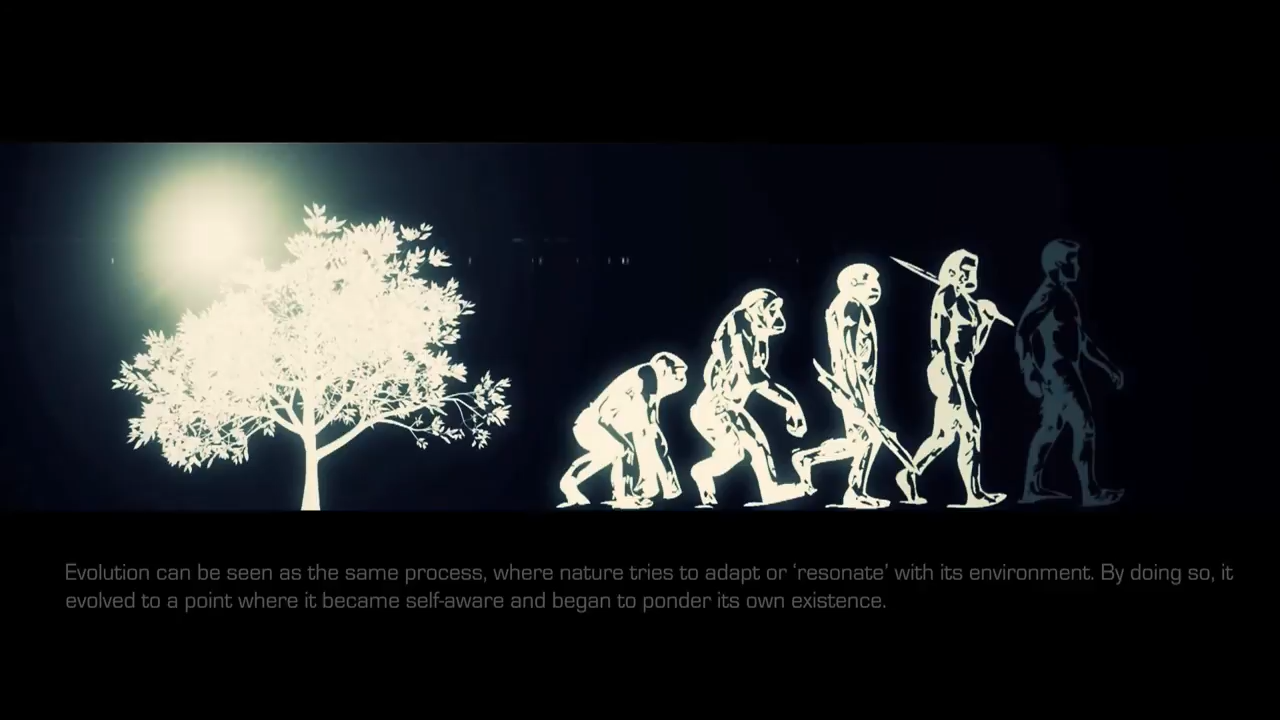 Evolution can be seen as the same process, where nature tries to adapt or ‘resonate’ with its environment. By doing so, it
evolved to a point where it became self-aware and began to ponder its own existence.